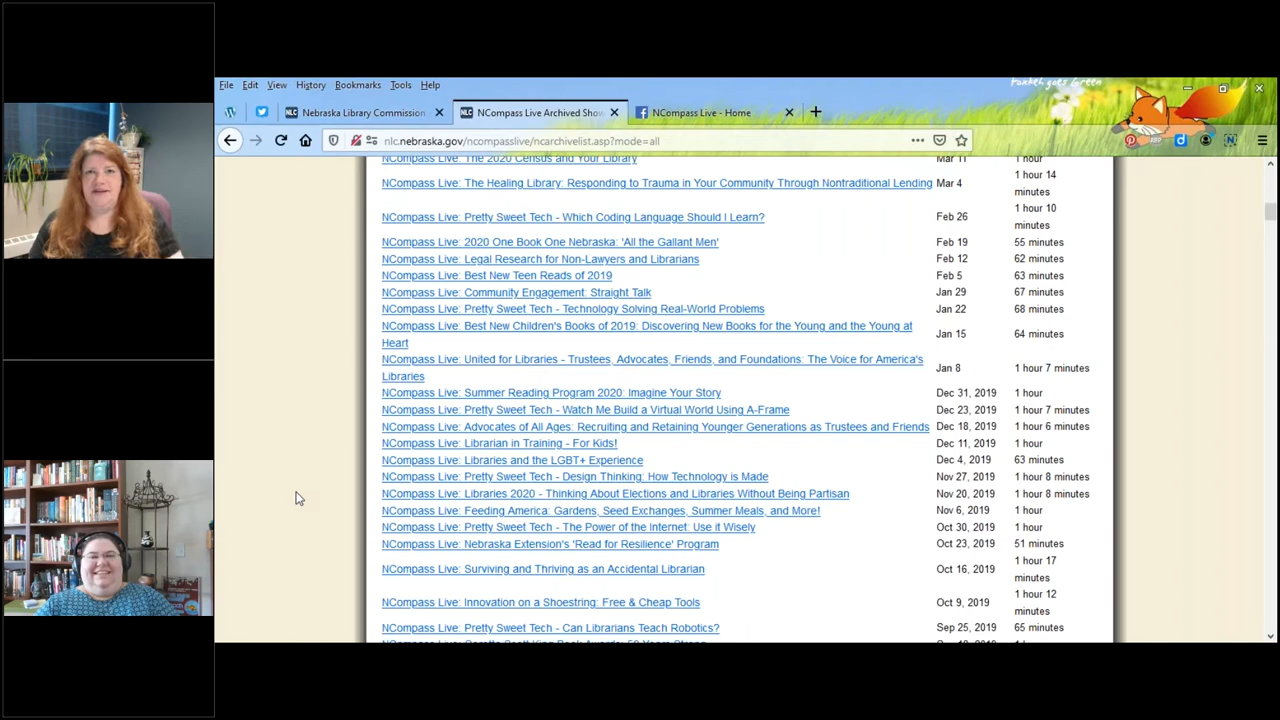 Foxkeh goes Green
File Edit View History Bookmarks Tools Help
NLC Nebraska Library Commission
NLC NCompass Live Archived Show
NCompass Live - Home
nlc.nebraska.gov/ncompasslive/ncarchivelist.asp?mode=all
NCompass Live: The 2020 Census and Your Library Mar 11 1 hour
NCompass Live: The Healing Library: Responding to Trauma in Your Community Through Nontraditional Lending Mar 4 1 hour 14
minutes
NCompass Live: Pretty Sweet Tech - Which Coding Language Should I Learn? Feb 26 1 hour 10
minutes
NCompass Live: 2020 One Book One Nebraska: 'All the Gallant Men' Feb 19 55 minutes
NCompass Live: Legal Research for Non-Lawyers and Librarians Feb 12 62 minutes
NCompass Live: Best New Teen Reads of 2019 Feb 5 63 minutes
NCompass Live: Community Engagement: Straight Talk Jan 29 67 minutes
NCompass Live: Pretty Sweet Tech - Technology Solving Real-World Problems Jan 22 68 minutes
NCompass Live: Best New Children's Books of 2019: Discovering New Books for the Young and the Young at
Heart Jan 15 64 minutes
NCompass Live: United for Libraries - Trustees, Advocates, Friends, and Foundations: The Voice for America's
Libraries Jan 8 1 hour 7 minutes
NCompass Live: Summer Reading Program 2020: Imagine Your Story Dec 31, 2019 1 hour
NCompass Live: Pretty Sweet Tech - Watch Me Build a Virtual World Using A-Frame Dec 23, 2019 1 hour 7 minutes
NCompass Live: Advocates of All Ages: Recruiting and Retaining Younger Generations as Trustees and Friends Dec 18, 2019 1 hour 6 minutes
NCompass Live: Librarian in Training - For Kids! Dec 11, 2019 1 hour
NCompass Live: Libraries and the LGBT+ Experience Dec 4, 2019 63 minutes
NCompass Live: Pretty Sweet Tech - Design Thinking: How Technology is Made Nov 27, 2019 1 hour 8 minutes
NCompass Live: Libraries 2020 - Thinking About Elections and Libraries Without Being Partisan Nov 20, 2019 1 hour 8 minutes
NCompass Live: Feeding America: Gardens, Seed Exchanges, Summer Meals, and More! Nov 6, 2019 1 hour
NCompass Live: Pretty Sweet Tech - The Power of the Internet: Use it Wisely Oct 30, 2019 1 hour
NCompass Live: Nebraska Extension's 'Read for Resilience' Program Oct 23, 2019 51 minutes
NCompass Live: Surviving and Thriving as an Accidental Librarian Oct 16, 2019 1 hour 17
minutes
NCompass Live: Innovation on a Shoestring: Free & Cheap Tools Oct 9, 2019 1 hour 12
minutes
NCompass Live: Pretty Sweet Tech - Can Librarians Teach Robotics? Sep 25, 2019 65 minutes